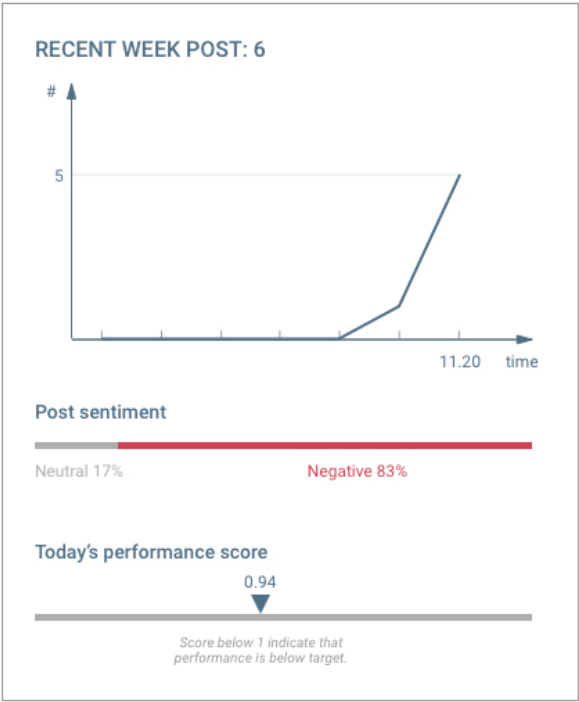 RECENT WEEK POST: 6
#
5
11.20 time
Post sentiment
Neutral 17% Negative 83%
Today's performance score
0.94
Score below 1 indicate that
performance is below target.